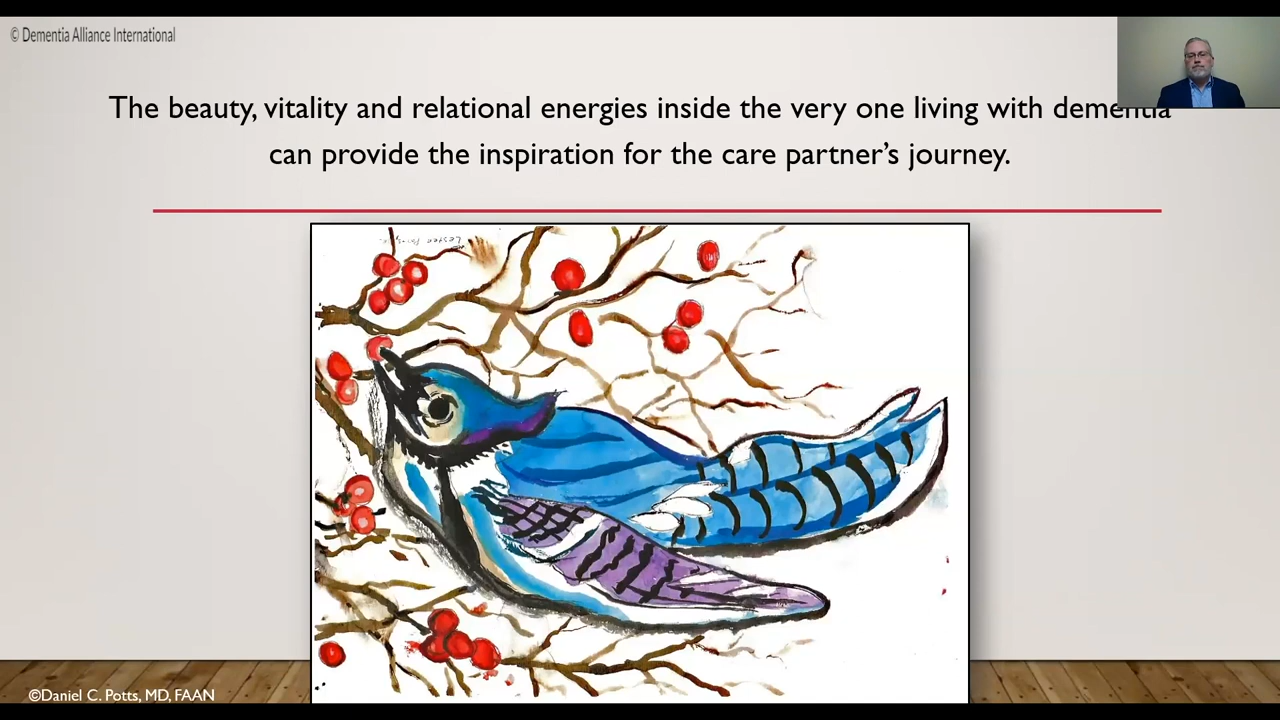 © Dementia Alliance International
The beauty, vitality and relational energies inside the very one living with dementia
can provide the inspiration for the care partner’s journey.
©Daniel C. Potts, MD, FAAN